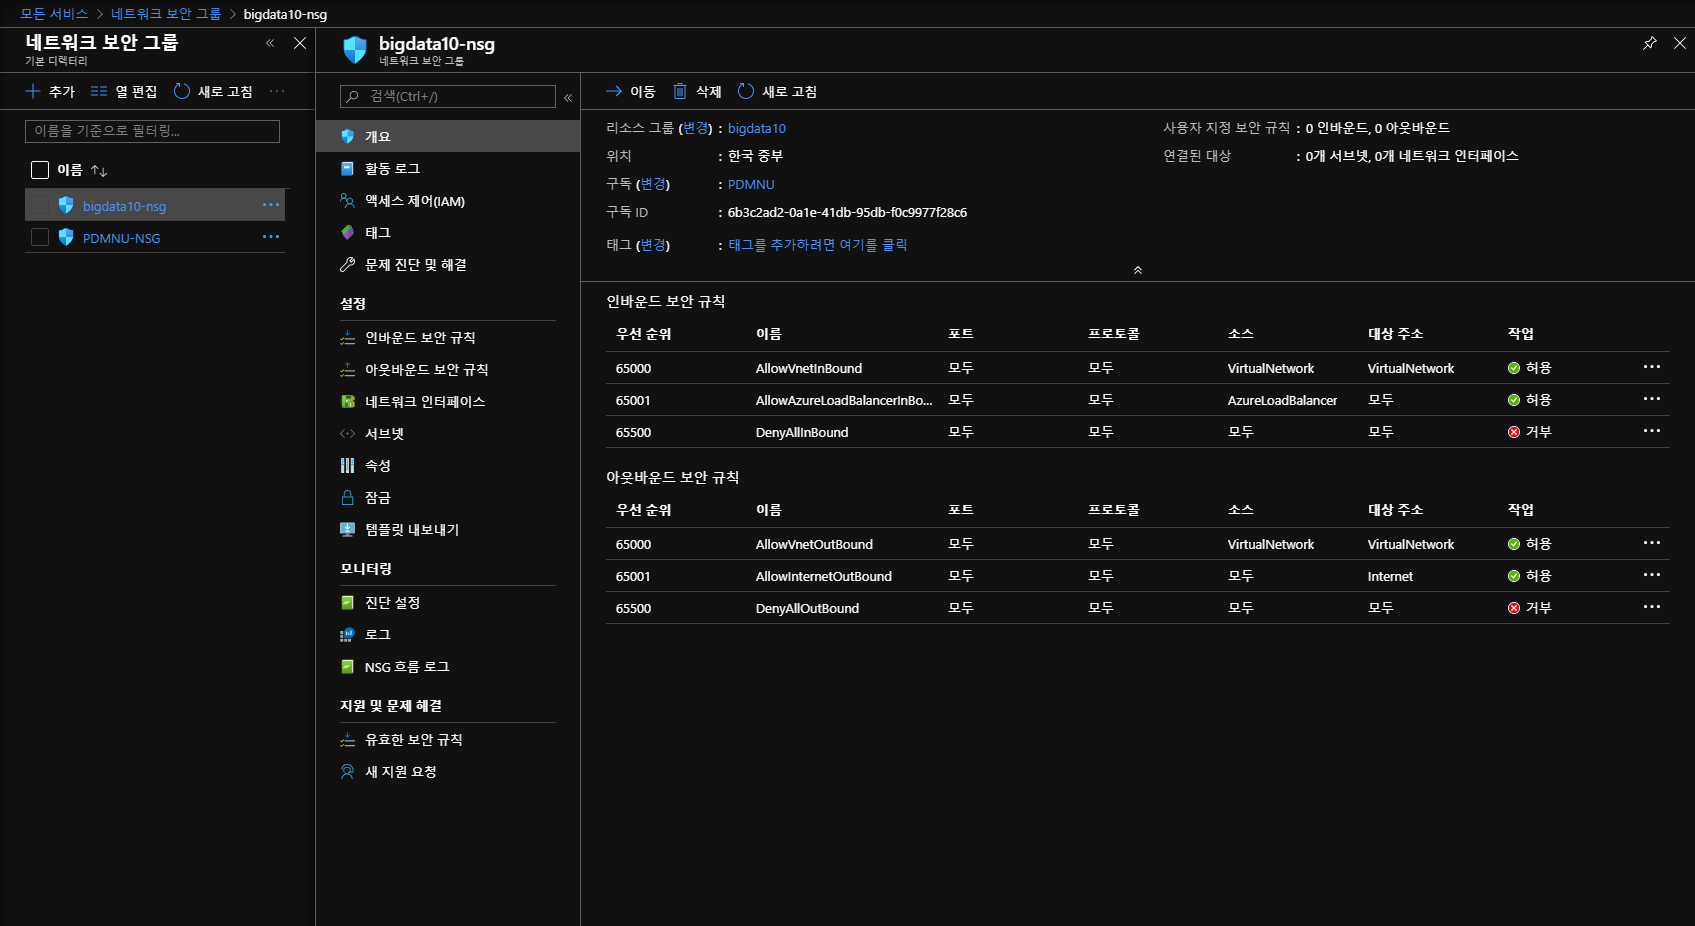 모든 서비스 > 네트워크 보안 그룹 > bigdata10-nsg
네트워크 보안 그룹
기본 디렉터리
추가 열 편집 새로 고침 ...
이름을 기준으로 필터링...
이름
bigdata10-nsg ...
PDMNU-NSG ...
bigdata10-nsg
네트워크 보안 그룹
검색(Ctrl+/)
개요
활동 로그
액세스 제어(IAM)
태그
문제 진단 및 해결
설정
인바운드 보안 규칙
아웃바운드 보안 규칙
네트워크 인터페이스
서브넷
속성
잠금
템플릿 내보내기
모니터링
진단 설정
로그
NSG 흐름 로그
지원 및 문제 해결
유효한 보안 규칙
새 지원 요청
이동 삭제 새로 고침
리소스 그룹 (변경) : bigdata10
위치 : 한국 중부
구독 (변경) : PDMNU
구독 ID : 6b3c2ad2-0a1e-41db-95db-f0c9977f28c6
태그 (변경) : 태그를 추가하려면 여기를 클릭
사용자 지정 보안 규칙 : 0 인바운드, 0 아웃바운드
연결된 대상 : 0개 서브넷, 0개 네트워크 인터페이스
인바운드 보안 규칙
우선 순위 이름 포트 프로토콜 소스 대상 주소 작업
65000 AllowVnetInBound 모두 모두 VirtualNetwork VirtualNetwork 허용 ...
65001 AllowAzureLoadBalancerInBo... 모두 모두 AzureLoadBalancer 모두 허용 ...
65500 DenyAllInBound 모두 모두 모두 모두 거부 ...
아웃바운드 보안 규칙
우선 순위 이름 포트 프로토콜 소스 대상 주소 작업
65000 AllowVnetOutBound 모두 모두 VirtualNetwork VirtualNetwork 허용 ...
65001 AllowInternetOutBound 모두 모두 모두 Internet 허용 ...
65500 DenyAllOutBound 모두 모두 모두 모두 거부 ...